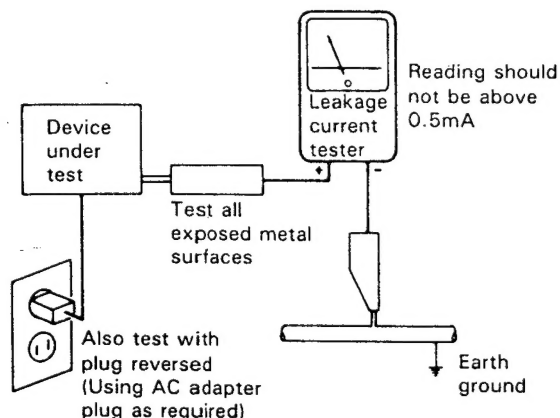 Device
under
test
Leakage
current
tester
+ -
Reading should
not be above
0.5mA
Test all
exposed metal
surfaces
Also test with
plug reversed
(Using AC adapter
plug as required)
Earth
ground